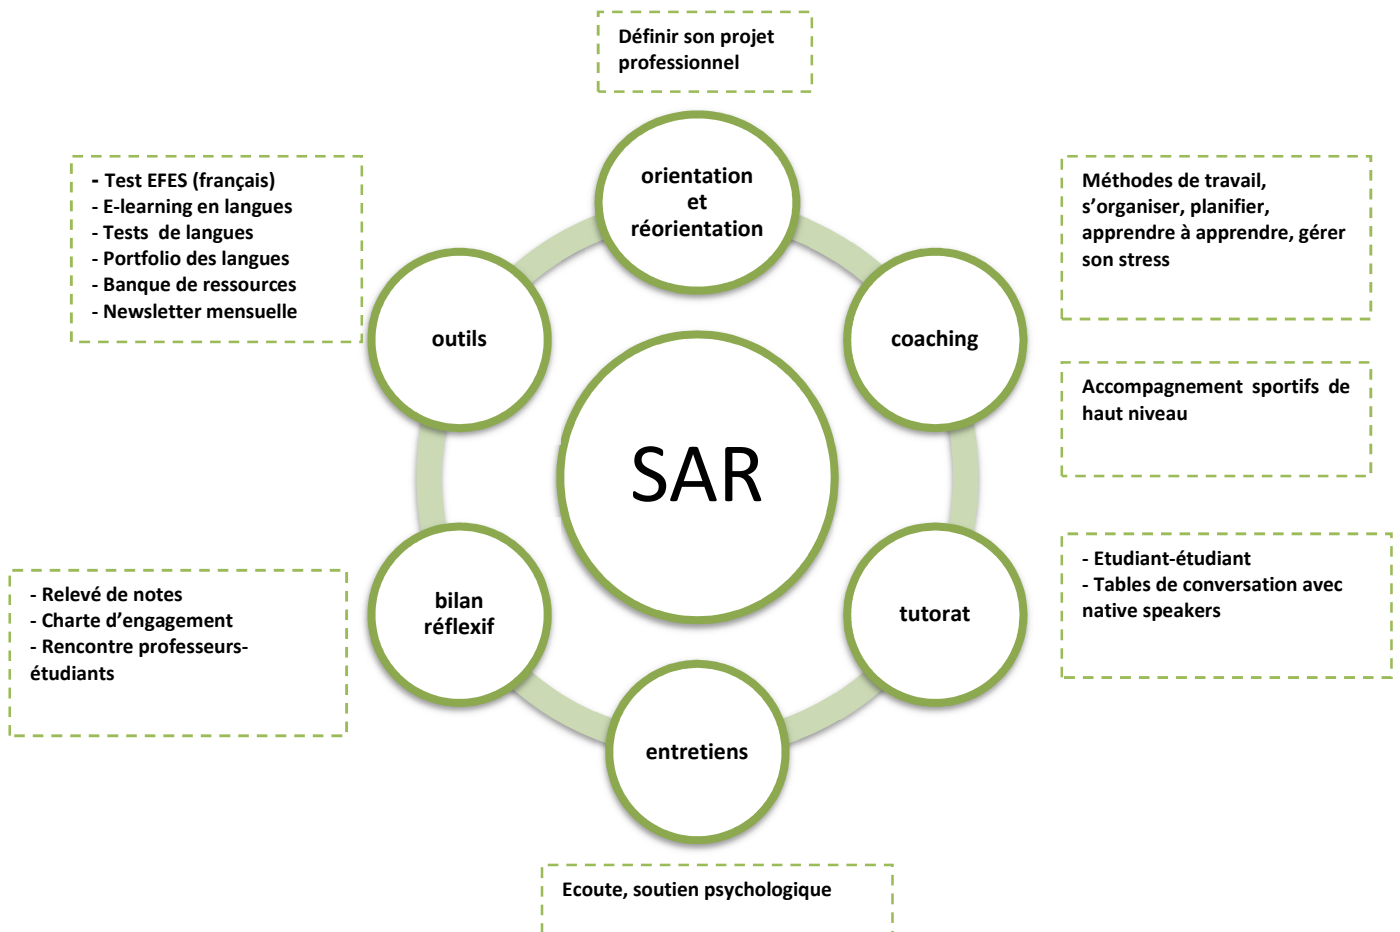 Définir son projet
professionnel
- Test EFES (français)
- E-learning en langues
- Tests de langues
- Portfolio des langues
- Banque de ressources
- Newsletter mensuelle
orientation
et
réorientation
Méthodes de travail,
s'organiser, planifier,
apprendre à apprendre, gérer
son stress
outils
coaching
Accompagnement sportifs de
haut niveau
SAR
- Relevé de notes
- Charte d'engagement
- Rencontre professeurs-
étudiants
bilan
réflexif
tutorat
- Etudiant-étudiant
- Tables de conversation avec
native speakers
entretiens
Ecoute, soutien psychologique